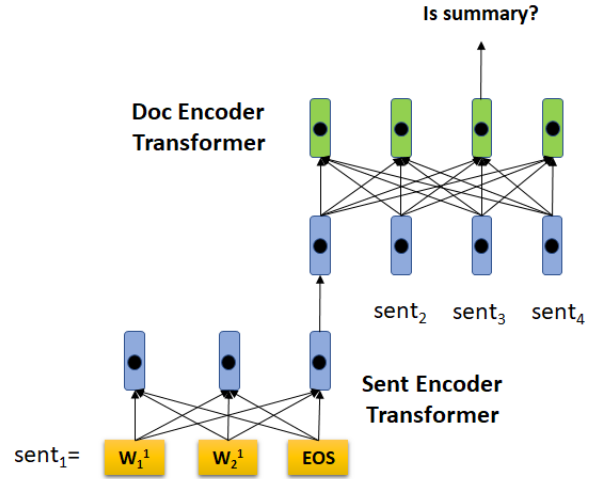 Is summary?
Doc Encoder
Transformer
sent₂ sent₃ sent₄
Sent Encoder
Transformer
sent₁= W₁¹ W₂¹ EOS